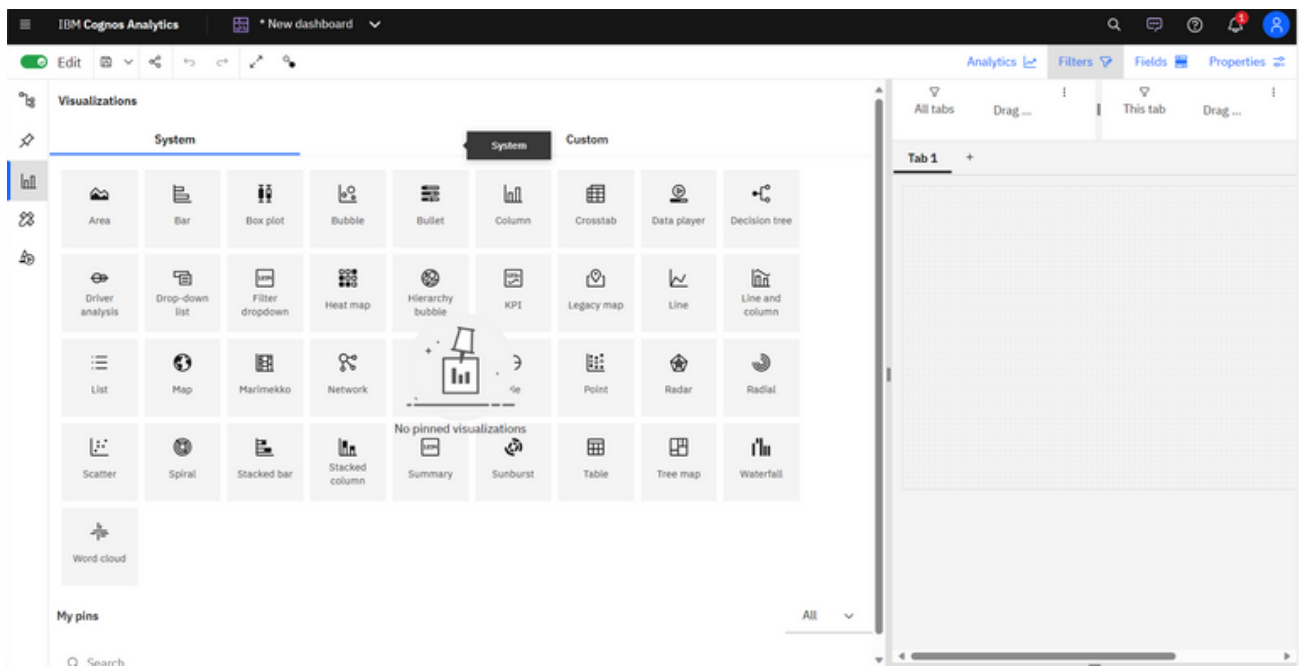 IBM Cognos Analytics
* New dashboard
1
Edit
Analytics
Filters
Fields
Properties
Visualizations
System
System
Custom
All tabs
Drag ...
This tab
Drag ...
Tab 1 +
Area
Bar
Box plot
Bubble
Bullet
Column
Crosstab
Data player
Decision tree
Driver
analysis
Drop-down
list
Filter
dropdown
Heat map
Hierarchy
bubble
KPI
Legacy map
Line
Line and
column
List
Map
Marimekko
Network
Point
Radar
Radial
No pinned visualizations
Scatter
Spiral
Stacked bar
Stacked
column
Summary
Sunburst
Table
Tree map
Waterfall
Word cloud
My pins
All
Search